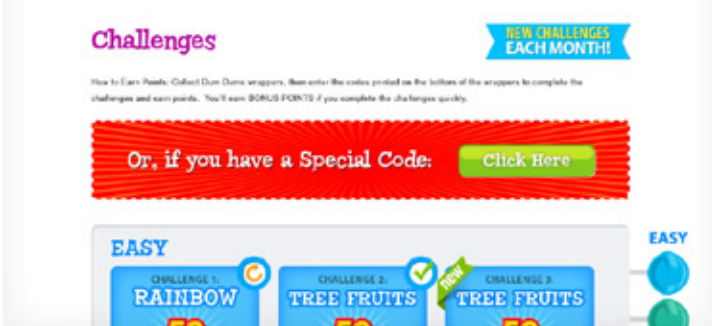 Challenges
NEW CHALLENGES
EACH MONTH!
How to Earn Points: Collect Dum Dums wrappers, then enter the codes printed on the bottom of the wrappers to complete the
challenges and earn points. You'll earn BONUS POINTS if you complete the challenges quickly.
Or, if you have a Special Code:
Click Here
EASY
EASY
CHALLENGE 1:
RAINBOW
50
CHALLENGE 2:
TREE FRUITS
50
NEW
CHALLENGE 3:
TREE FRUITS
50